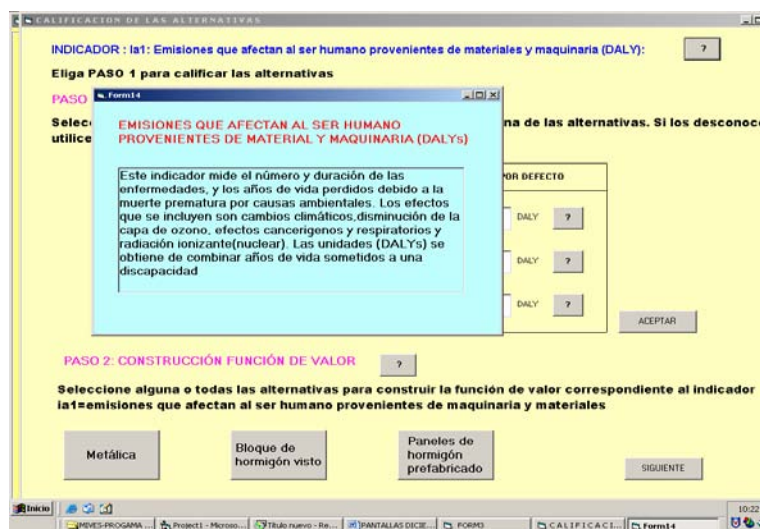 CALIFICACION DE LAS ALTERNATIVAS
INDICADOR : Ia1: Emisiones que afectan al ser humano provenientes de materiales y maquinaria (DALY):
?
Eliga PASO 1 para calificar las alternativas
PASO
Selecc
na de las alternativas. Si los desconoce
utilice
Form14
EMISIONES QUE AFECTAN AL SER HUMANO
PROVENIENTES DE MATERIAL Y MAQUINARIA (DALYs)
Este indicador mide el número y duración de las
enfermedades, y los años de vida perdidos debido a la
muerte prematura por causas ambientales. Los efectos
que se incluyen son cambios climáticos,disminución de la
capa de ozono, efectos cancerigenos y respiratorios y
radiación ionizante(nuclear). Las unidades (DALYs) se
obtiene de combinar años de vida sometidos a una
discapacidad
POR DEFECTO
DALY ?
DALY ?
DALY ?
ACEPTAR
PASO 2: CONSTRUCCIÓN FUNCIÓN DE VALOR ?
Seleccione alguna o todas las alternativas para construir la función de valor correspondiente al indicador
ia1=emisiones que afectan al ser humano provenientes de maquinaria y materiales
Metálica
Bloque de
hormigón visto
Paneles de
hormigón
prefabricado
SIGUIENTE
Inicio
10:22
MIVES-PROGAMA ...
Project1 - Microso...
Título nuevo - Re...
PANTALLAS DICIE...
FORM3
CALIFICACI...
Form14